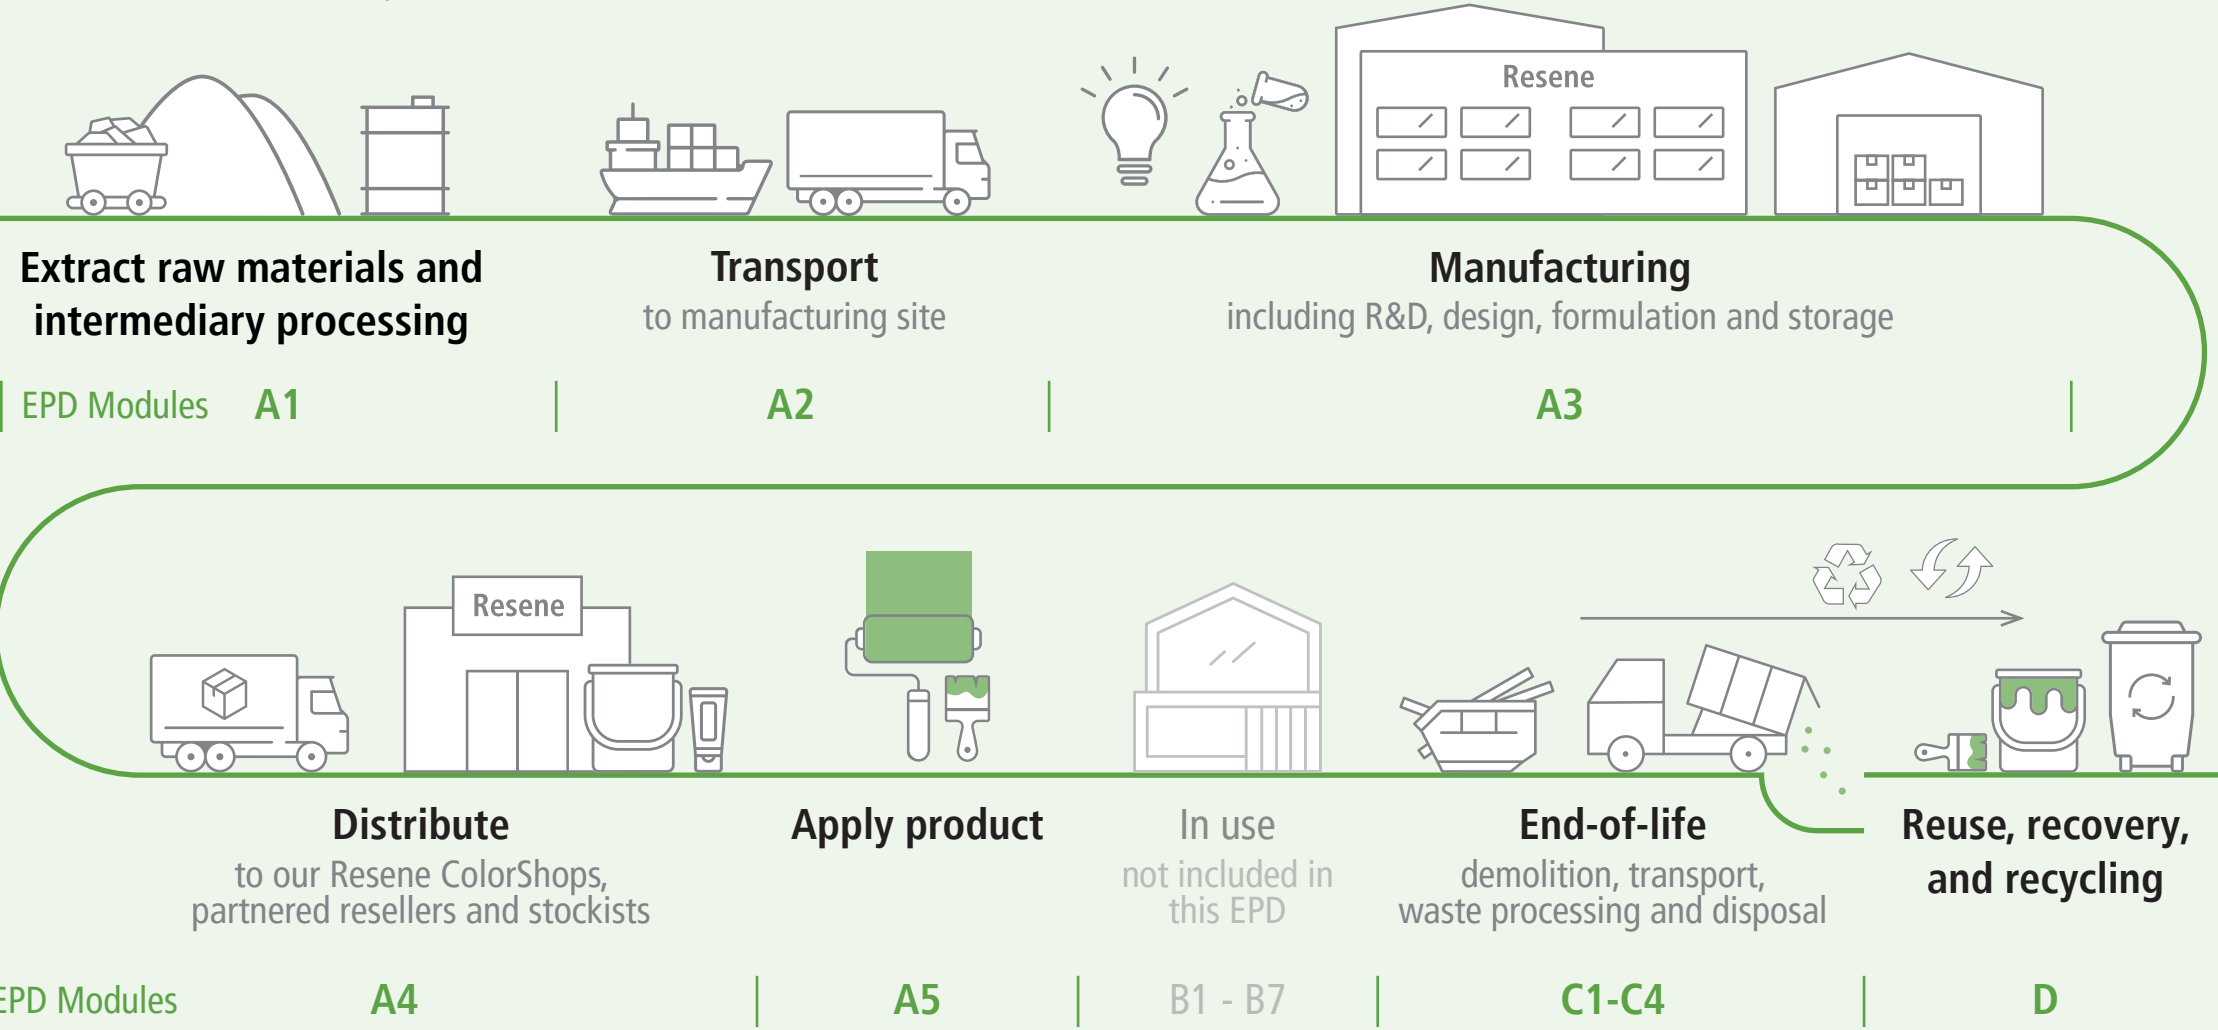 Resene
Extract raw materials and
intermediary processing
Transport
to manufacturing site
Manufacturing
including R&D, design, formulation and storage
EPD Modules A1
A2
A3
Resene
Distribute
to our Resene ColorShops,
partnered resellers and stockists
Apply product
In use
not included in
this EPD
End-of-life
demolition, transport,
waste processing and disposal
Reuse, recovery,
and recycling
EPD Modules A4
A5
B1 - B7
C1-C4
D